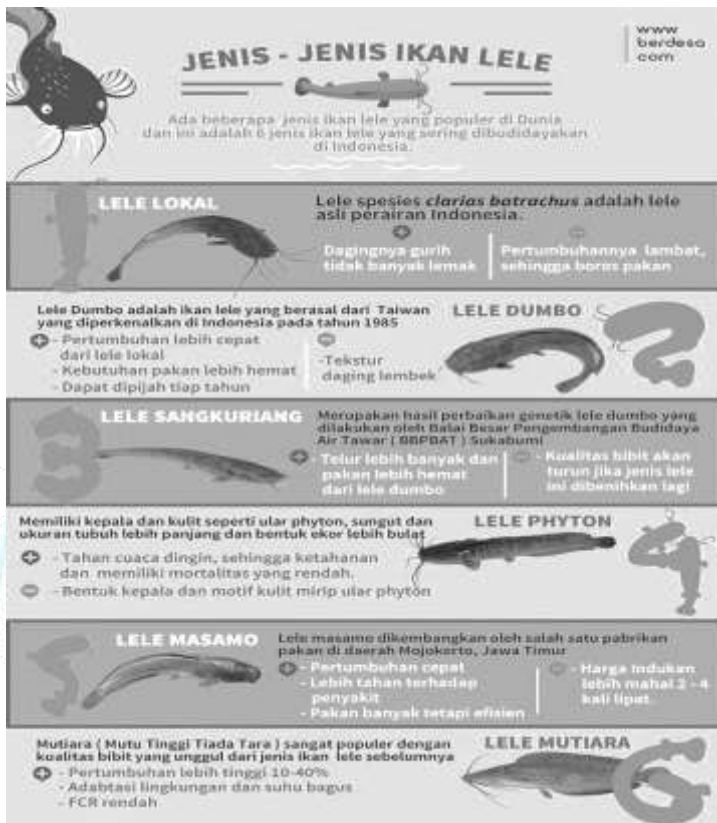 www
berdesa
com
JENIS - JENIS IKAN LELE
Ada beberapa jenis ikan lele yang populer di Dunia
dan ini adalah 6 jenis ikan lele yang sering dibudidayakan
di Indonesia.
1
LELE LOKAL
Lele spesies clarias batrachus adalah lele
asli perairan Indonesia.
Dagingnya gurih
tidak banyak lemak
Pertumbuhannya lambat,
sehingga boros pakan
Lele Dumbo adalah ikan lele yang berasal dari Taiwan
yang diperkenalkan di Indonesia pada tahun 1985
- Pertumbuhan lebih cepat
dari lele lokal
- Kebutuhan pakan lebih hemat
- Dapat dipijah tiap tahun
-Tekstur
daging lembek
LELE DUMBO
2
3
LELE SANGKURIANG
Merupakan hasil perbaikan genetik lele dumbo yang
dilakukan oleh Balai Besar Pengembangan Budidaya
Air Tawar ( BBPBAT ) Sukabumi
- Telur lebih banyak dan
pakan lebih hemat
dari lele dumbo
- Kualitas bibit akan
turun jika jenis lele
ini dibenihkan lagi
Memiliki kepala dan kulit seperti ular phyton, sungut dan
ukuran tubuh lebih panjang dan bentuk ekor lebih bulat
- Tahan cuaca dingin, sehingga ketahanan
dan memiliki mortalitas yang rendah.
- Bentuk kepala dan motif kulit mirip ular phyton
LELE PHYTON
4
5
LELE MASAMO
Lele masamo dikembangkan oleh salah satu pabrikan
pakan di daerah Mojokerto, Jawa Timur
- Pertumbuhan cepat
- Lebih tahan terhadap
penyakit
- Pakan banyak tetapi efisien
- Harga Indukan
lebih mahal 3 - 4
kali lipat.
Mutiara ( Mutu Tinggi Tiada Tara ) sangat populer dengan
kualitas bibit yang unggul dari jenis ikan lele sebelumnya
- Pertumbuhan lebih tinggi 10-40%
- Adabtasi lingkungan dan suhu bagus
- FCR rendah
LELE MUTIARA
6